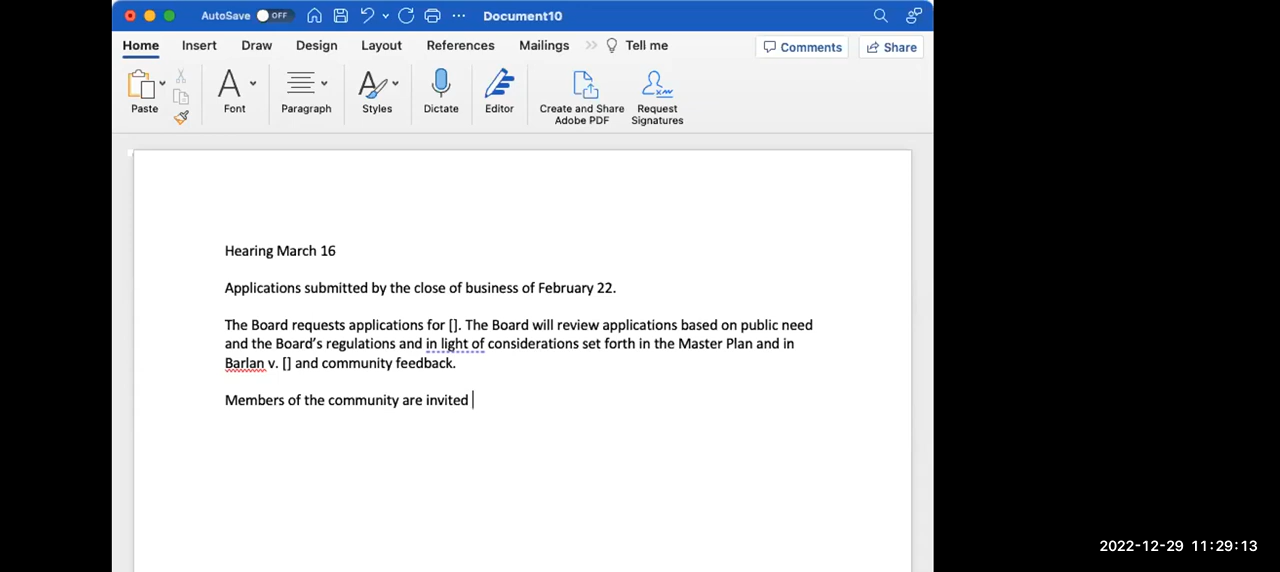 AutoSave OFF Document10
Home Insert Draw Design Layout References Mailings Tell me Comments Share
Paste Font Paragraph Styles Dictate Editor Create and Share Adobe PDF Request Signatures
Hearing March 16
Applications submitted by the close of business of February 22.
The Board requests applications for []. The Board will review applications based on public need
and the Board's regulations and in light of considerations set forth in the Master Plan and in
Barlan v. [] and community feedback.
Members of the community are invited
2022-12-29 11:29:13